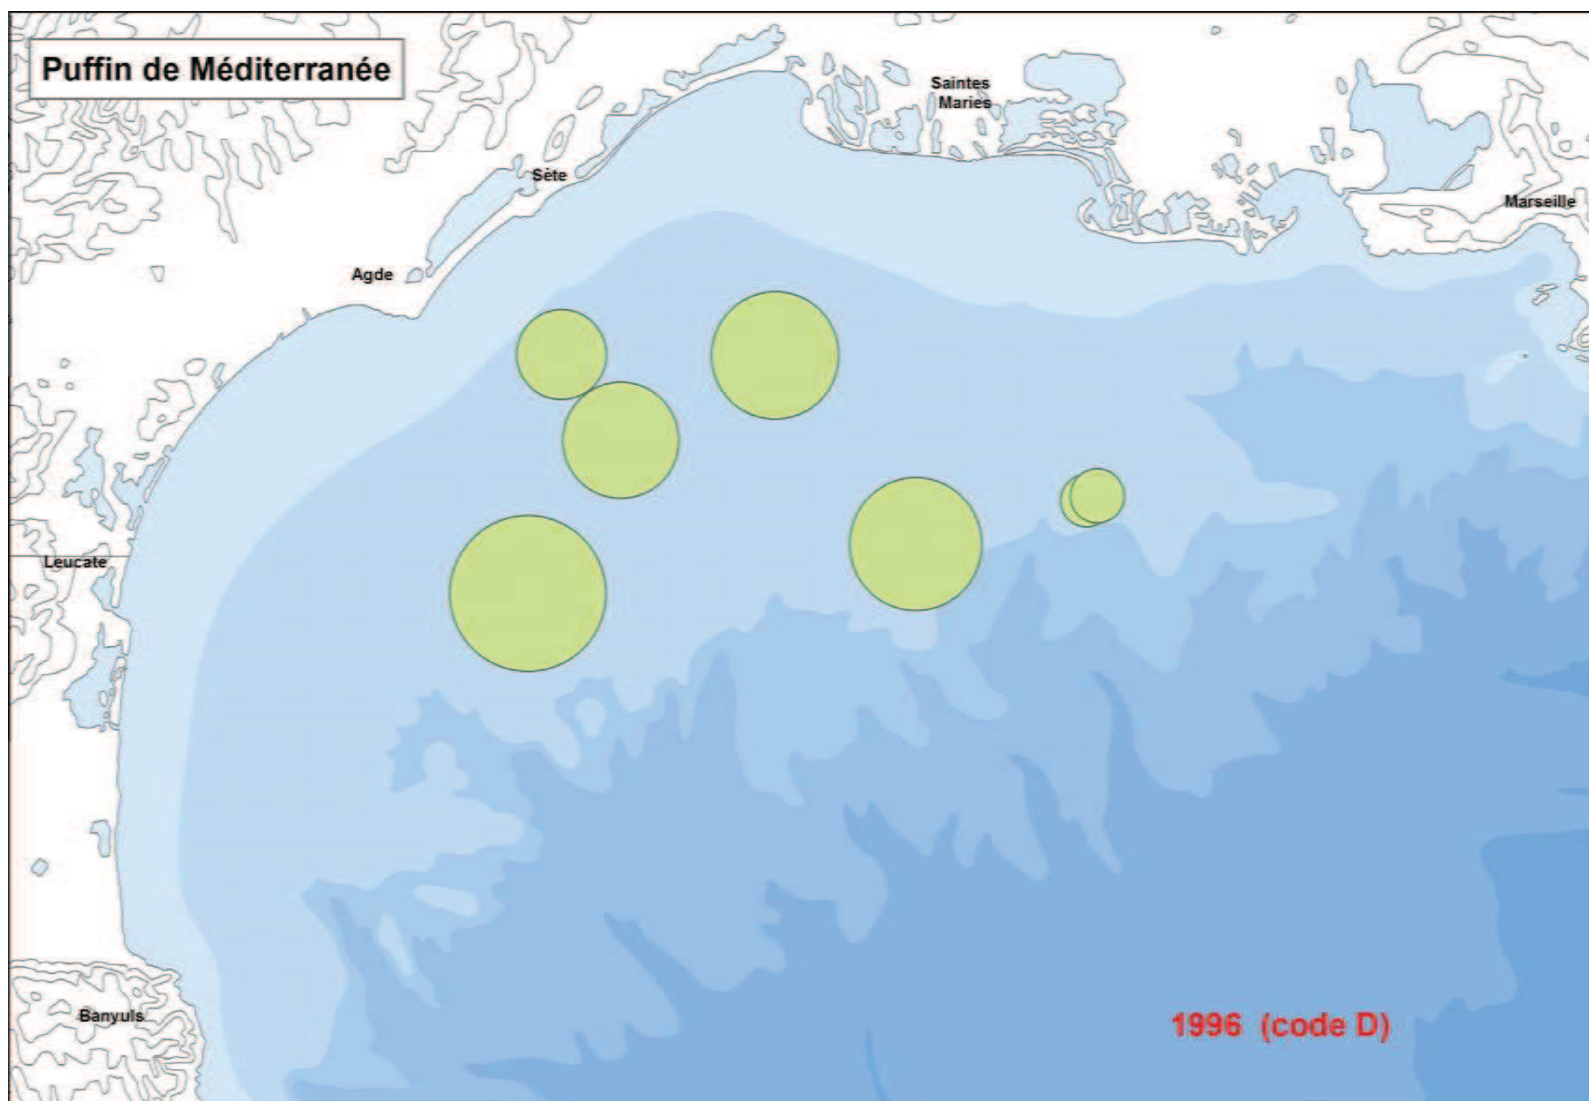 Puffin de Méditerranée
Saintes
Maries
Sète
Marseille
Agde
Leucate
Banyuls
1996 (code D)